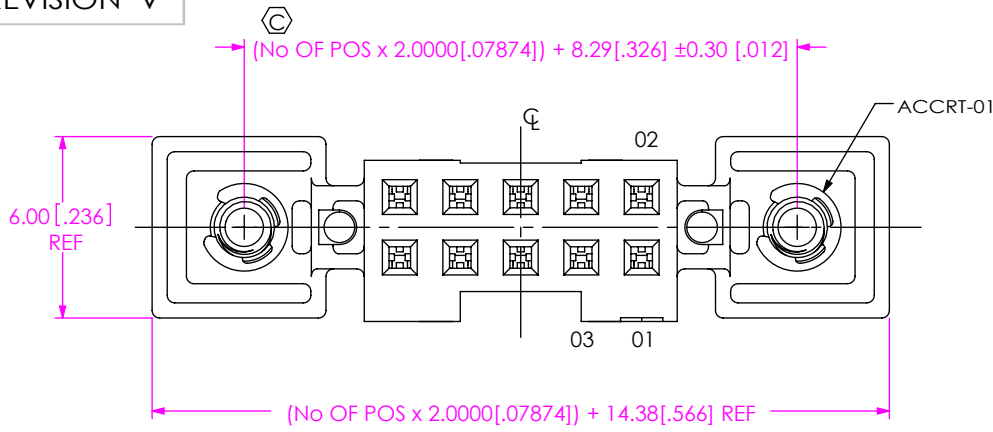 REVISION V
C
(No OF POS x 2.0000[.07874]) + 8.29[.326] ±0.30 [.012]
ACCRT-01
℄
02
6.00 [.236]
REF
03 01
(No OF POS x 2.0000[.07874]) + 14.38[.566] REF